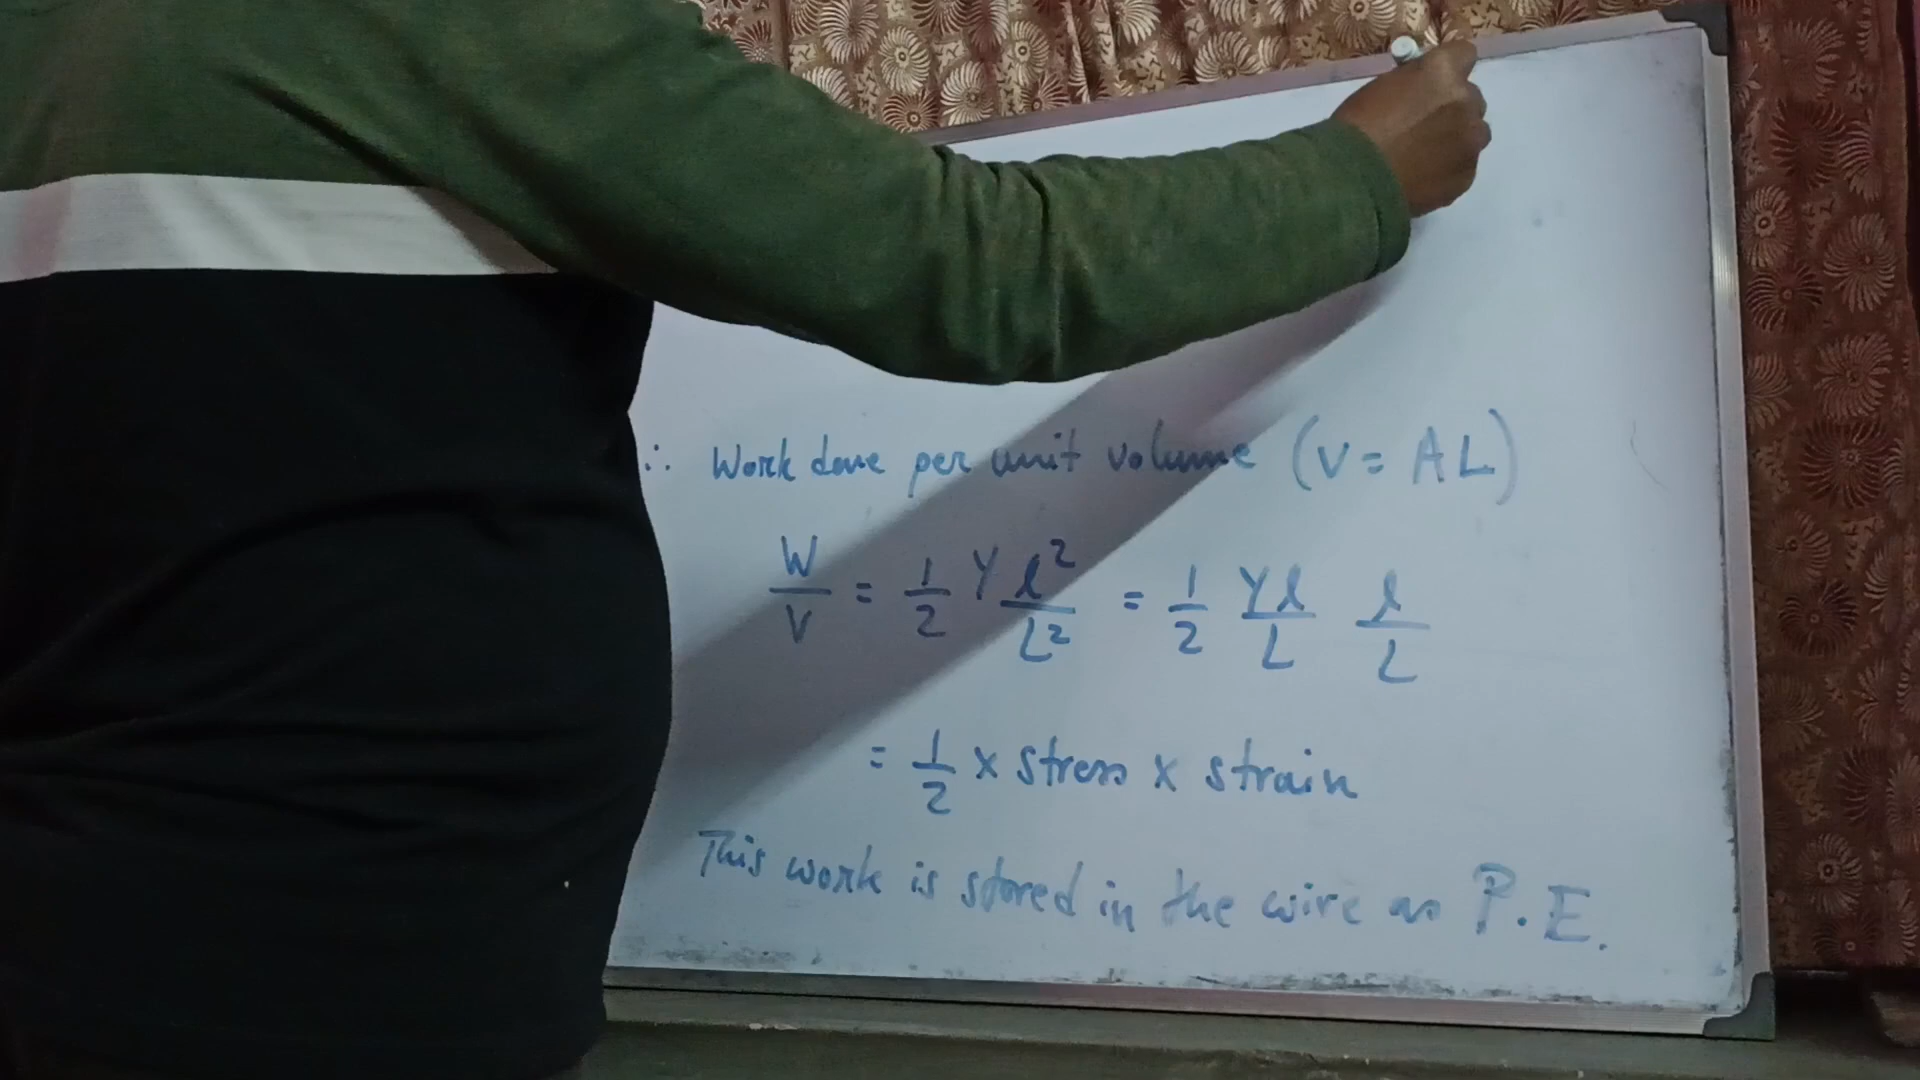 ∴ Work done per unit volume (V = AL)
W/V = 1/2 Y l²/L² = 1/2 Yl/L l/L
= 1/2 x stress x strain
This work is stored in the wire as P.E.